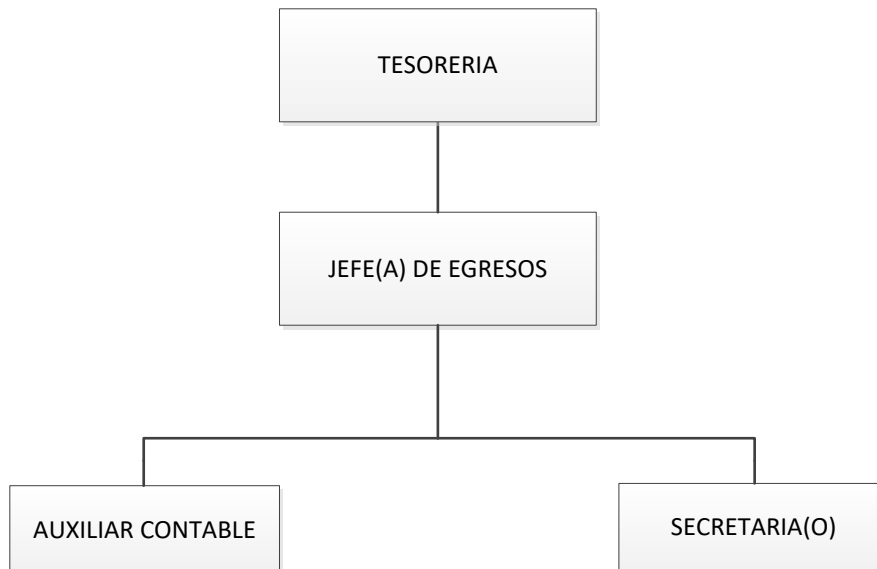 TESORERIA
JEFE(A) DE EGRESOS
AUXILIAR CONTABLE
SECRETARIA(O)